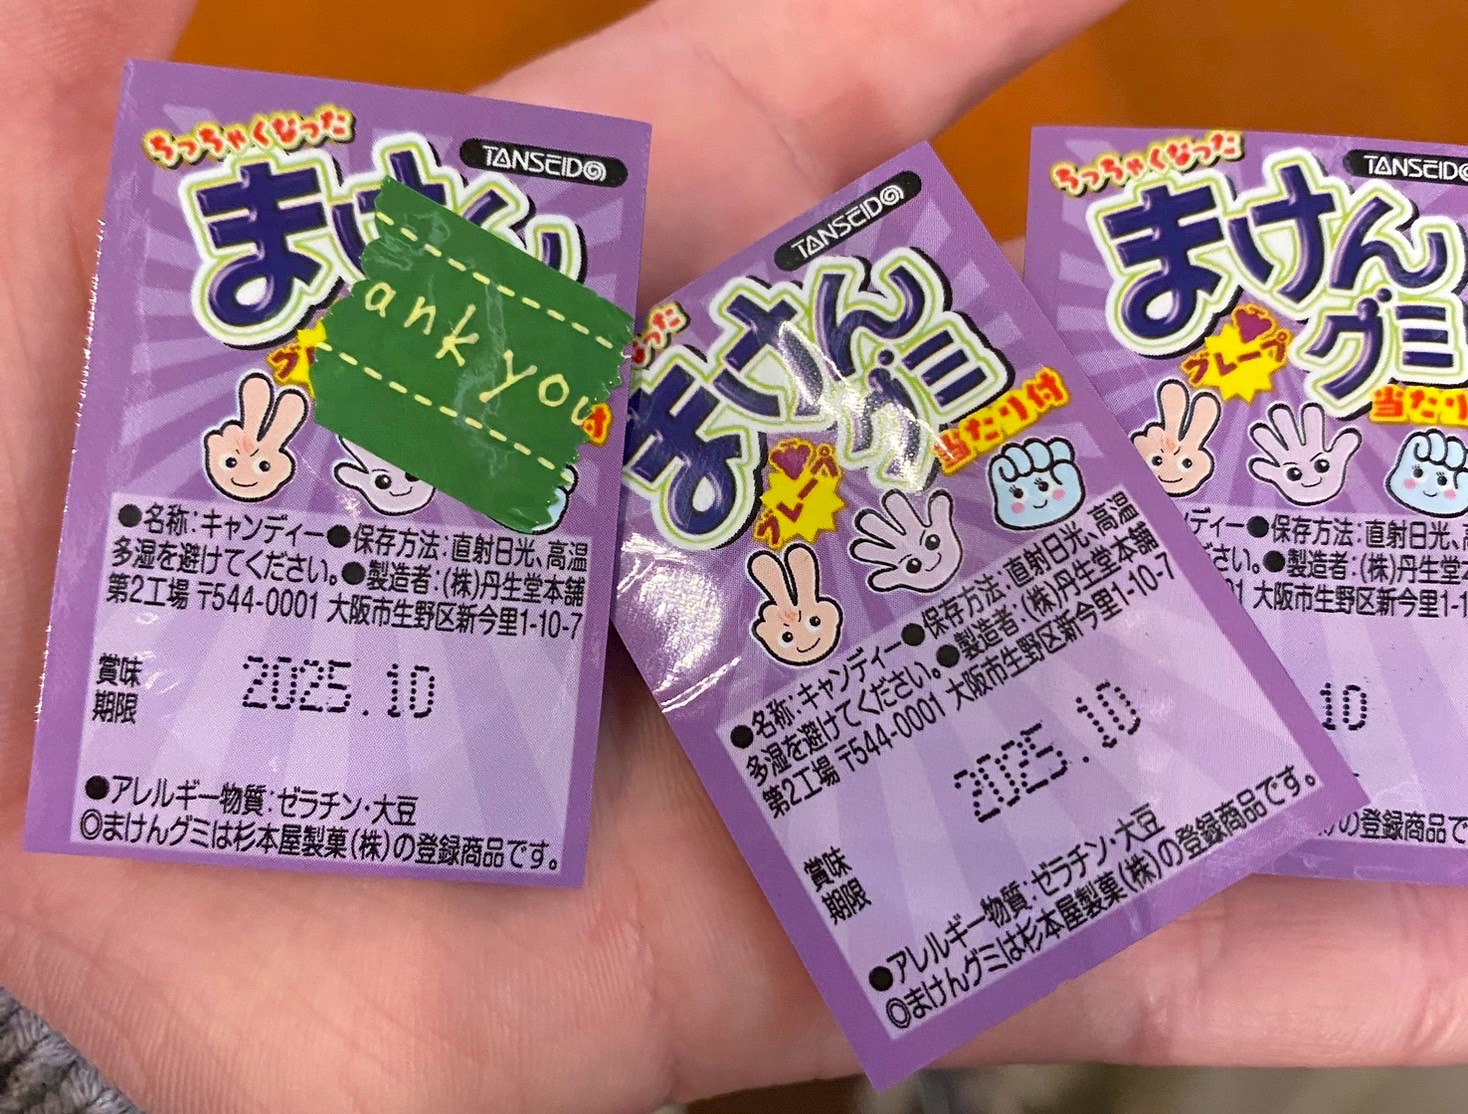 ちっちゃくなった
TANSEIDO
まけん
ank you
●名称:キャンディー●保存方法:直射日光、高温
多湿を避けてください。●製造者:(株)丹生堂本舗
第2工場 〒544-0001 大阪市生野区新今里1-10-7
賞味
期限
2025.10
●アレルギー物質:ゼラチン・大豆
◎まけんグミは杉本屋製菓(株)の登録商品です。
なった
TANSEIDO
まけん
グミ
グレープ
当たり付
●名称:キャンディー●保存方法:直射日光、高温
多湿を避けてください。●製造者:(株)丹生堂本舗
第2工場 〒544-0001 大阪市生野区新今里1-10-7
賞味
期限
2025.10
●アレルギー物質:ゼラチン・大豆
◎まけんグミは杉本屋製菓(株)の登録商品です。
ちっちゃくなった
TANSEIDO
まけん
グミ
グレープ
当たり
ディー●保存方法:直射日光、
さい。●製造者:(株)丹生堂
大阪市生野区新今里1-1
10
の登録商品で